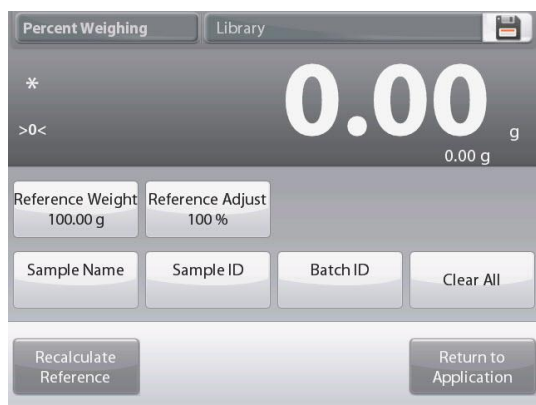 Percent Weighing
Library
*
0.00 g
>0<
0.00 g
Reference Weight
100.00 g
Reference Adjust
100 %
Sample Name
Sample ID
Batch ID
Clear All
Recalculate
Reference
Return to
Application